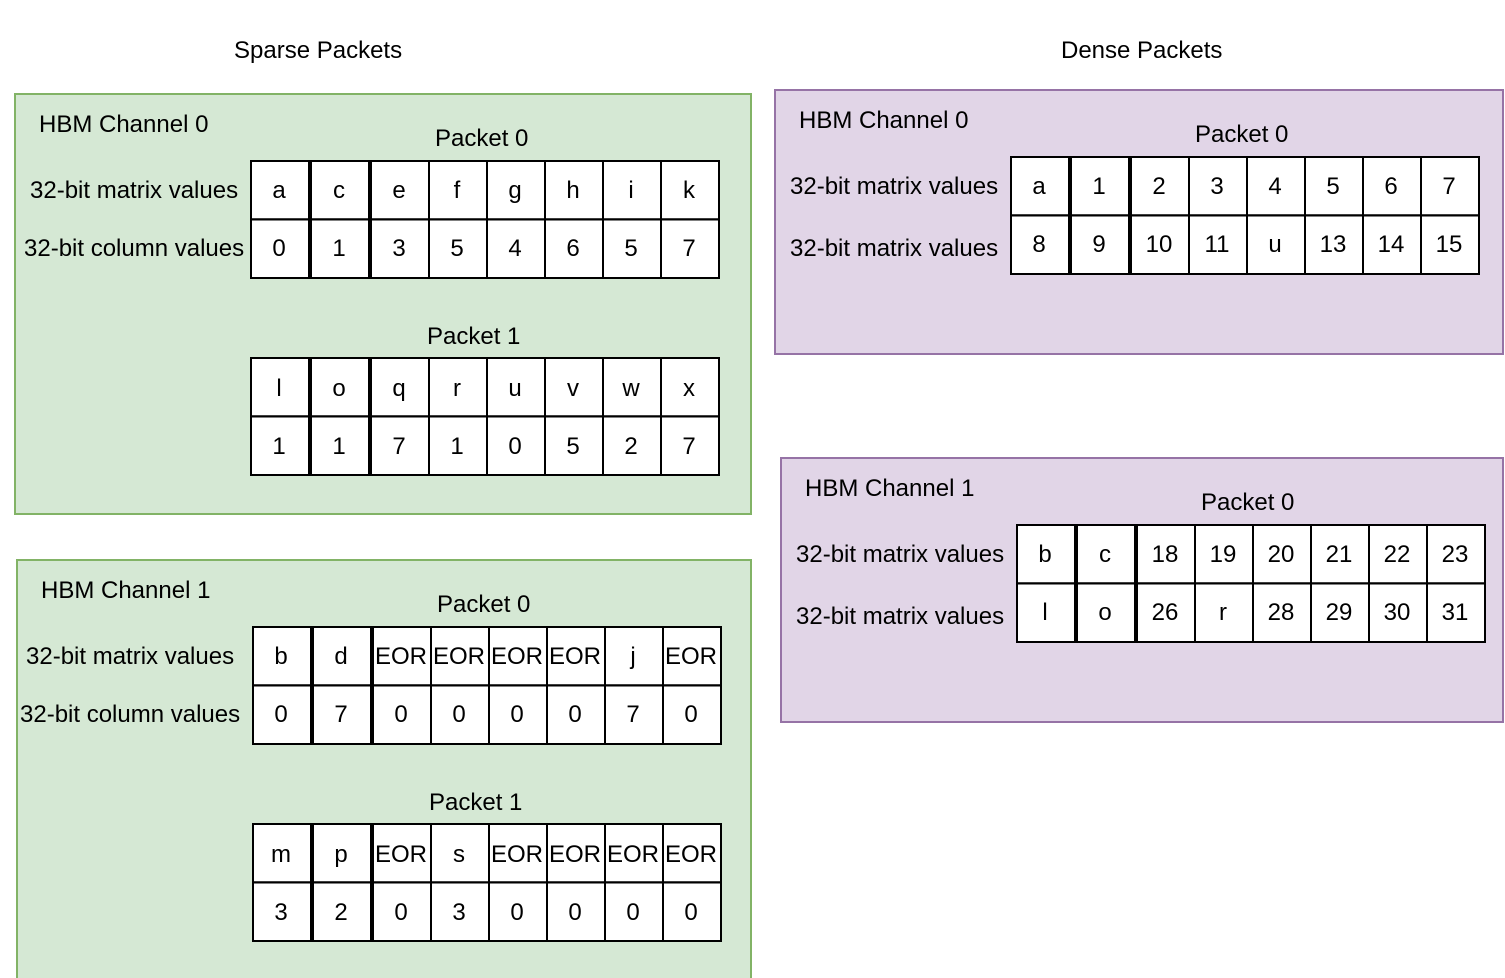 Sparse Packets
HBM Channel 0
Packet 0
32-bit matrix values a c e f g h i k
32-bit column values 0 1 3 5 4 6 5 7
Packet 1
l o q r u v w x
1 1 7 1 0 5 2 7
HBM Channel 1
Packet 0
32-bit matrix values b d EOR EOR EOR EOR j EOR
32-bit column values 0 7 0 0 0 0 7 0
Packet 1
m p EOR s EOR EOR EOR EOR
3 2 0 3 0 0 0 0
Dense Packets
HBM Channel 0
Packet 0
32-bit matrix values a 1 2 3 4 5 6 7
32-bit matrix values 8 9 10 11 u 13 14 15
HBM Channel 1
Packet 0
32-bit matrix values b c 18 19 20 21 22 23
32-bit matrix values l o 26 r 28 29 30 31